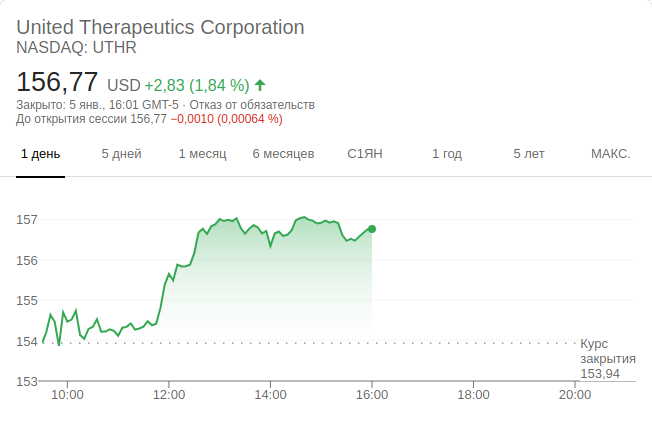 United Therapeutics Corporation
NASDAQ: UTHR
156,77 USD +2,83 (1,84 %)
Закрыто: 5 янв., 16:01 GMT-5 · Отказ от обязательств
До открытия сессии 156,77 −0,0010 (0,00064 %)
1 день 5 дней 1 месяц 6 месяцев С1ЯН 1 год 5 лет МАКС.
157
156
155
154
Курс
закрытия
153,94
153
10:00 12:00 14:00 16:00 18:00 20:00